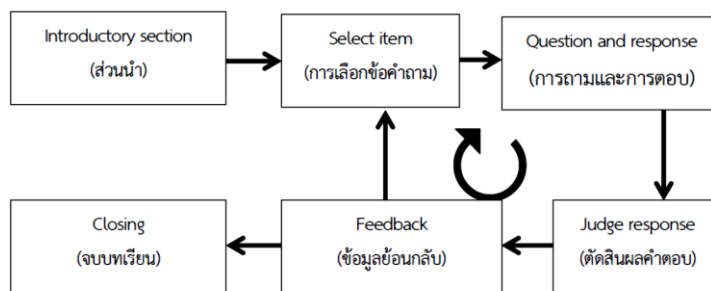 Introductory section
(ส่วนนำ)
Select item
(การเลือกข้อคำถาม)
Question and response
(การถามและการตอบ)
Closing
(จบบทเรียน)
Feedback
(ข้อมูลย้อนกลับ)
Judge response
(ตัดสินผลคำตอบ)